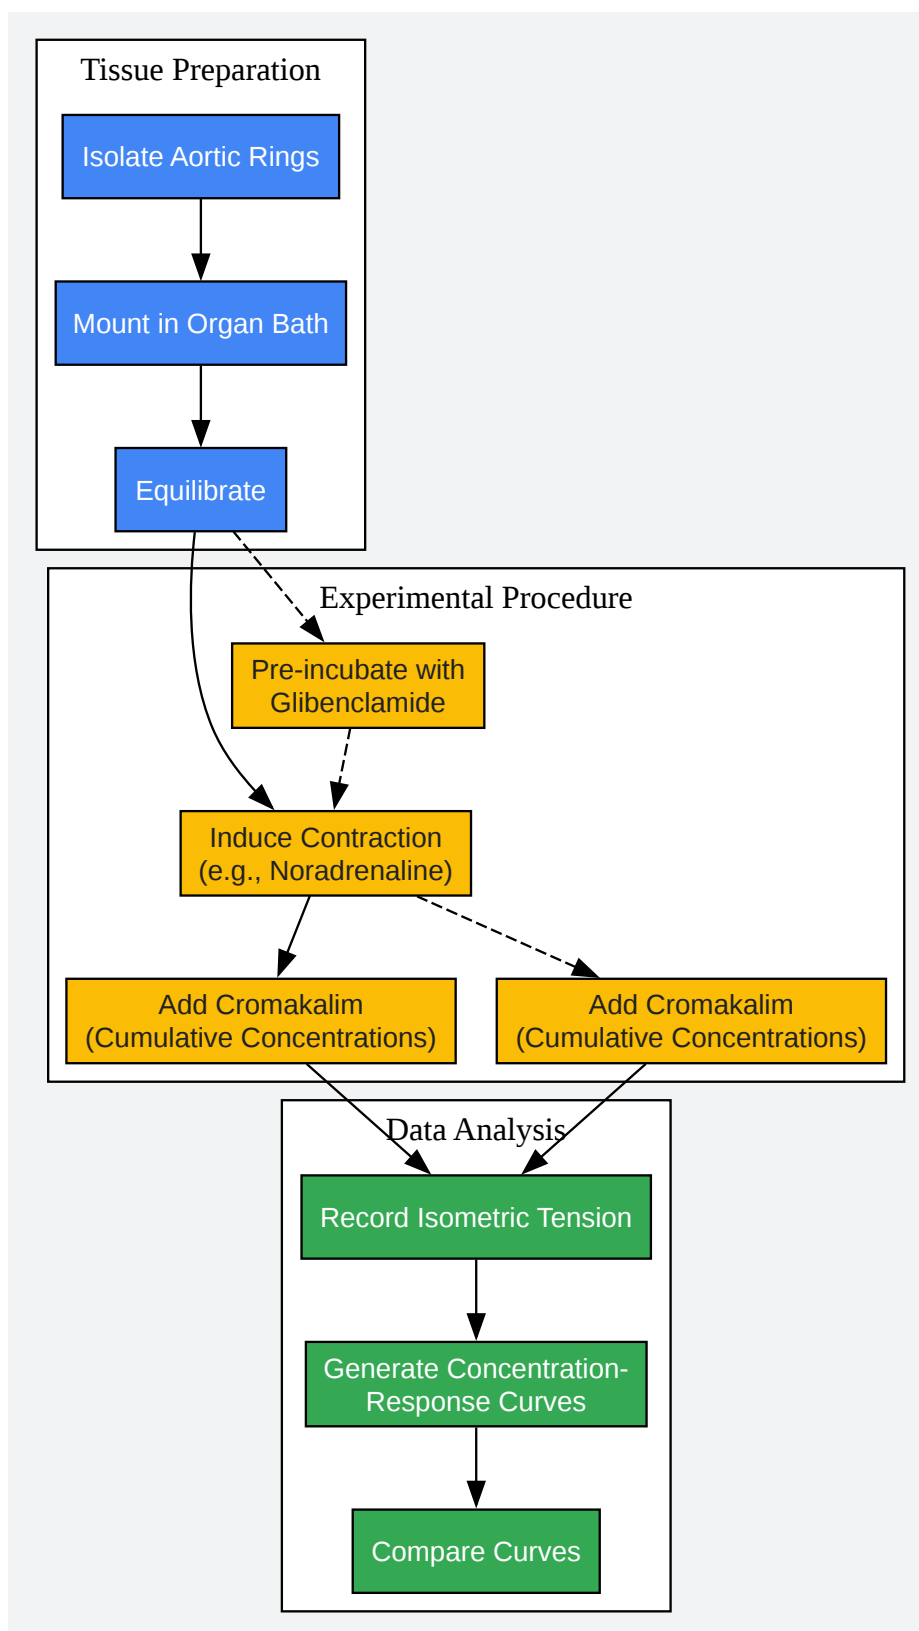 Tissue Preparation
Isolate Aortic Rings
Mount in Organ Bath
Equilibrate
Experimental Procedure
Pre-incubate with
Glibenclamide
Induce Contraction
(e.g., Noradrenaline)
Add Cromakalim
(Cumulative Concentrations)
Add Cromakalim
(Cumulative Concentrations)
Data Analysis
Record Isometric Tension
Generate Concentration-
Response Curves
Compare Curves